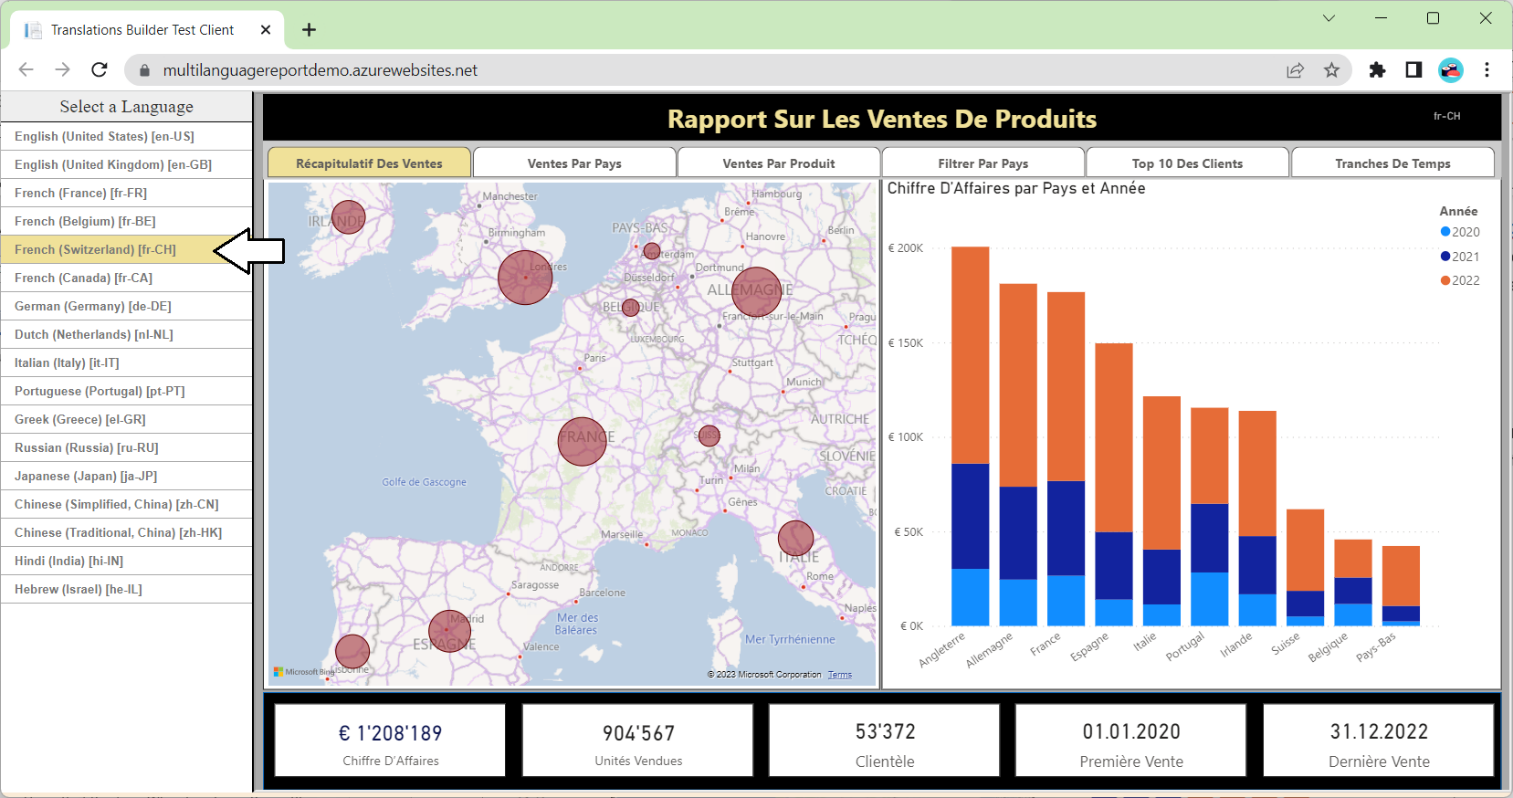 Translations Builder Test Client
multilanguagereportdemo.azurewebsites.net
Select a Language
English (United States) [en-US]
English (United Kingdom) [en-GB]
French (France) [fr-FR]
French (Belgium) [fr-BE]
French (Switzerland) [fr-CH]
French (Canada) [fr-CA]
German (Germany) [de-DE]
Dutch (Netherlands) [nl-NL]
Italian (Italy) [it-IT]
Portuguese (Portugal) [pt-PT]
Greek (Greece) [el-GR]
Russian (Russia) [ru-RU]
Japanese (Japan) [ja-JP]
Chinese (Simplified, China) [zh-CN]
Chinese (Traditional, China) [zh-HK]
Hindi (India) [hi-IN]
Hebrew (Israel) [he-IL]
Rapport Sur Les Ventes De Produits
fr-CH
Récapitulatif Des Ventes
Ventes Par Pays
Ventes Par Produit
Filtrer Par Pays
Top 10 Des Clients
Tranches De Temps
Manchester
Hambourg
IRLANDE
Brême
PAYS-BAS
Birmingham
Hanovre
Berlin
Amsterdam
Londres
Dortmund
Düsseldorf
ALLEMAGNE
BELGIQUE
Francfort-sur-le-Main
Pragu
LUXEMBOURG
TCHÉQ
Paris
Stuttgart
Munich
AUTRICHE
FRANCE
SUISSE
SLOVÉNIE
Milan
Golfe de Gascogne
Turin
CROATIE
Gênes
Marseille
MONACO
ITALIE
ANDORRE
Rome
Saragosse
Barcelone
Naples
Madrid
Mer des
Baléares
Mer Tyrrhénienne
ESPAGNE
Valence
Lisbonne
Microsoft Bing
© 2023 Microsoft Corporation Terms
Chiffre D'Affaires par Pays et Année
Année
2020
2021
2022
€ 200K
€ 150K
€ 100K
€ 50K
€ 0K
Angleterre
Allemagne
France
Espagne
Italie
Portugal
Irlande
Suisse
Belgique
Pays-Bas
€ 1'208'189
Chiffre D'Affaires
904'567
Unités Vendues
53'372
Clientèle
01.01.2020
Première Vente
31.12.2022
Dernière Vente